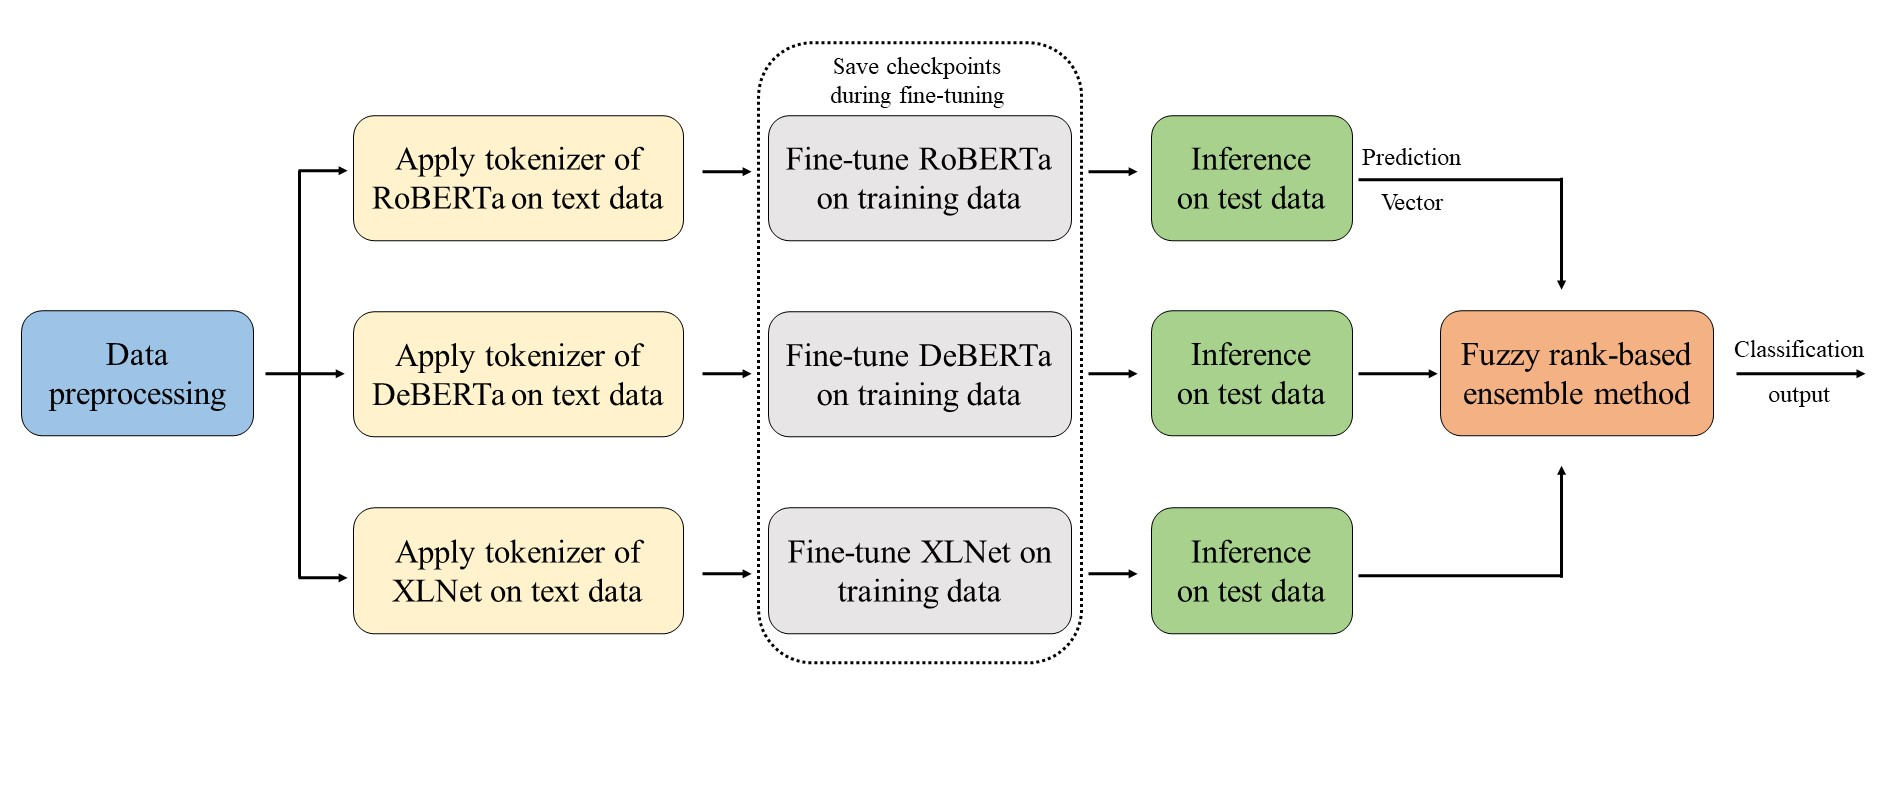 Save checkpoints
during fine-tuning
Apply tokenizer of
RoBERTa on text data
Fine-tune RoBERTa
on training data
Inference
on test data
Prediction
Vector
Data
preprocessing
Apply tokenizer of
DeBERTa on text data
Fine-tune DeBERTa
on training data
Inference
on test data
Fuzzy rank-based
ensemble method
Classification
output
Apply tokenizer of
XLNet on text data
Fine-tune XLNet on
training data
Inference
on test data